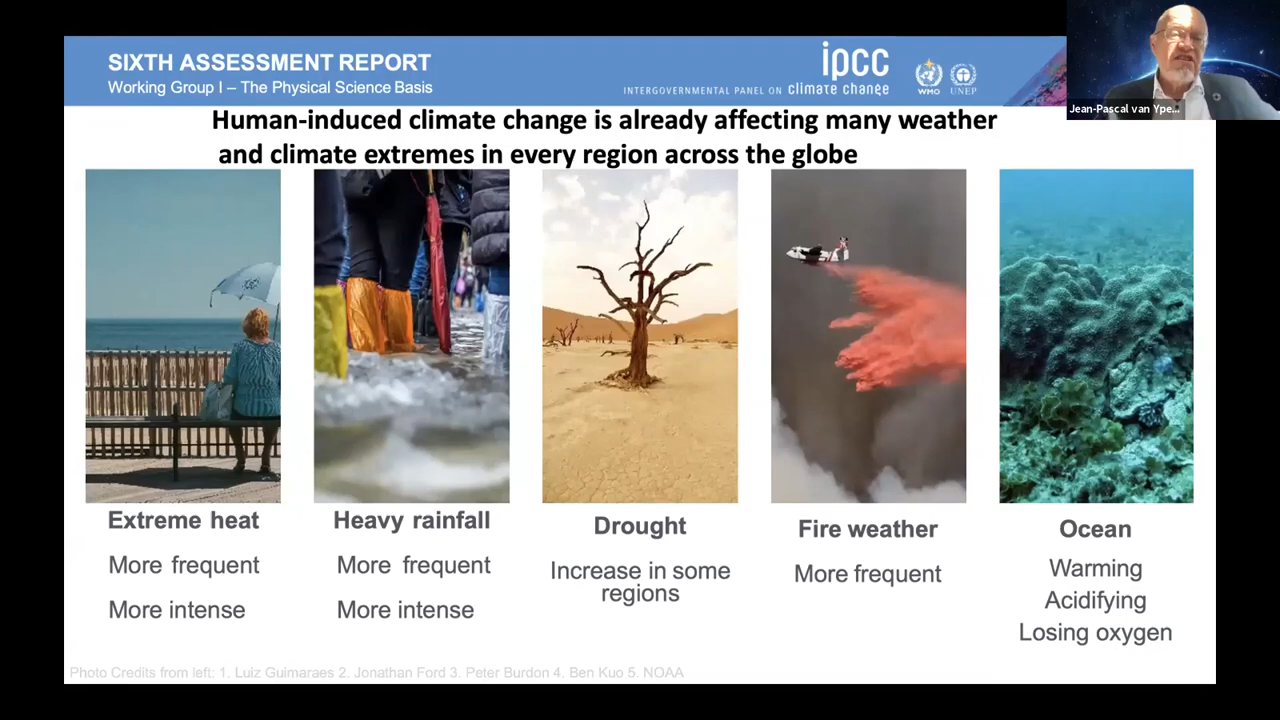 SIXTH ASSESSMENT REPORT
Working Group I – The Physical Science Basis
INTERGOVERNMENTAL PANEL ON
ipcc
climate change
WMO
UNEP
Jean-Pascal van Ype...
Human-induced climate change is already affecting many weather
and climate extremes in every region across the globe
Extreme heat
More frequent
More intense
Heavy rainfall
More frequent
More intense
Drought
Increase in some
regions
Fire weather
More frequent
Ocean
Warming
Acidifying
Losing oxygen
Photo Credits from left: 1. Luiz Guimaraes 2. Jonathan Ford 3. Peter Burdon 4. Ben Kuo 5. NOAA